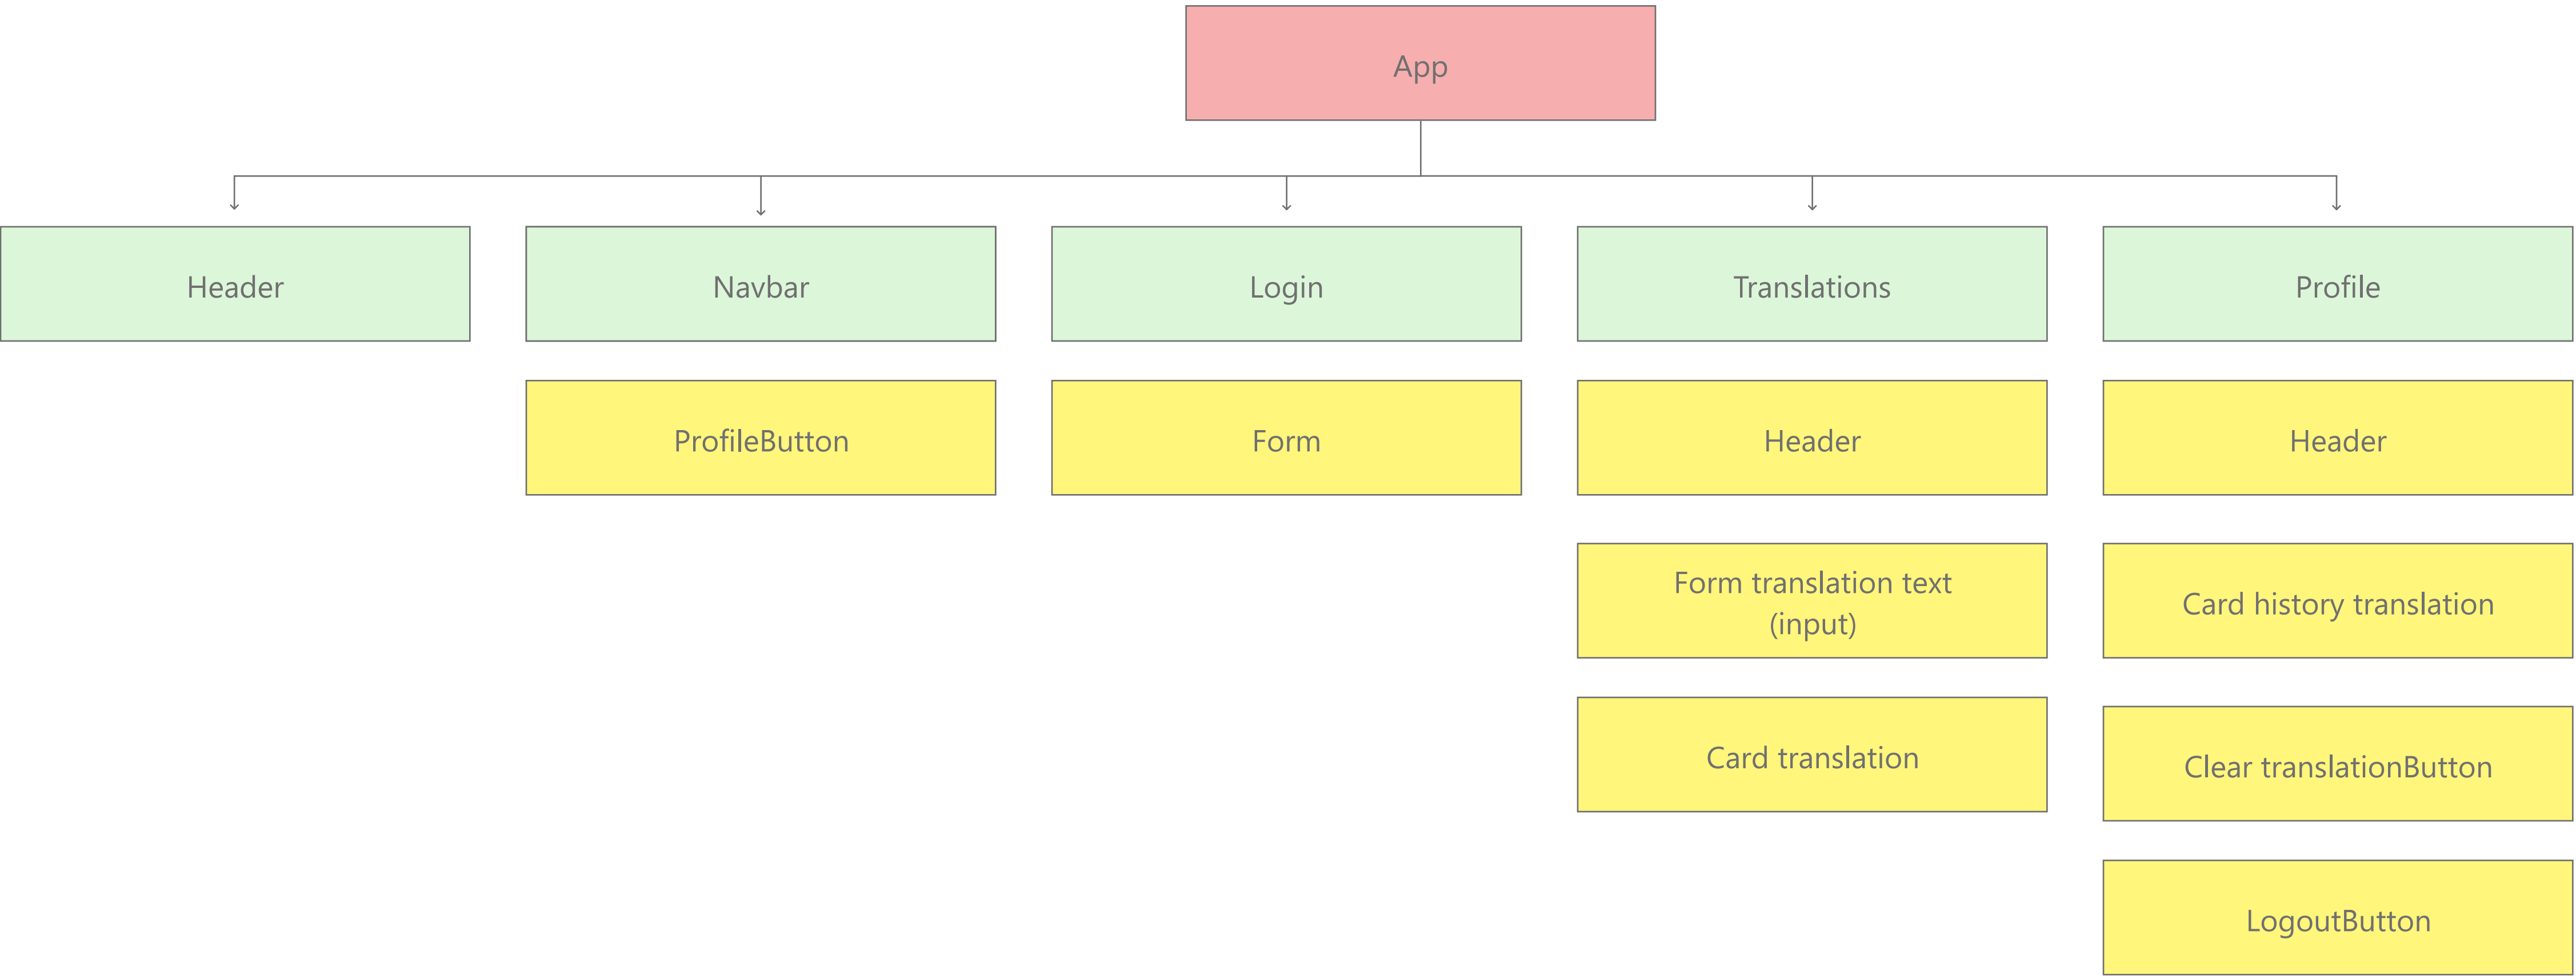 App
Header
Navbar
Login
Translations
Profile
ProfileButton
Form
Header
Header
Form translation text
(input)
Card history translation
Card translation
Clear translationButton
LogoutButton